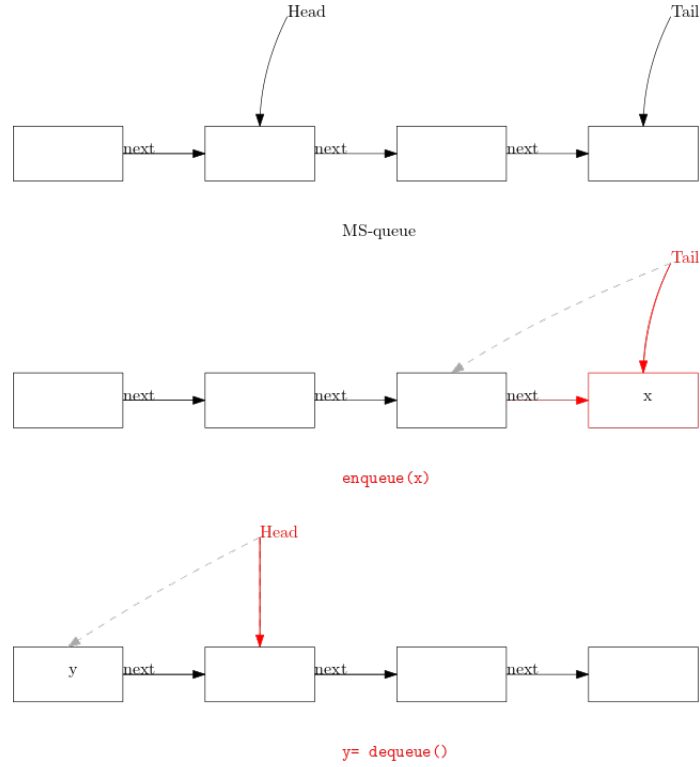 Head Tail
next next next
MS-queue
Tail
next next next
x
enqueue(x)
Head
y next next next
y= dequeue()